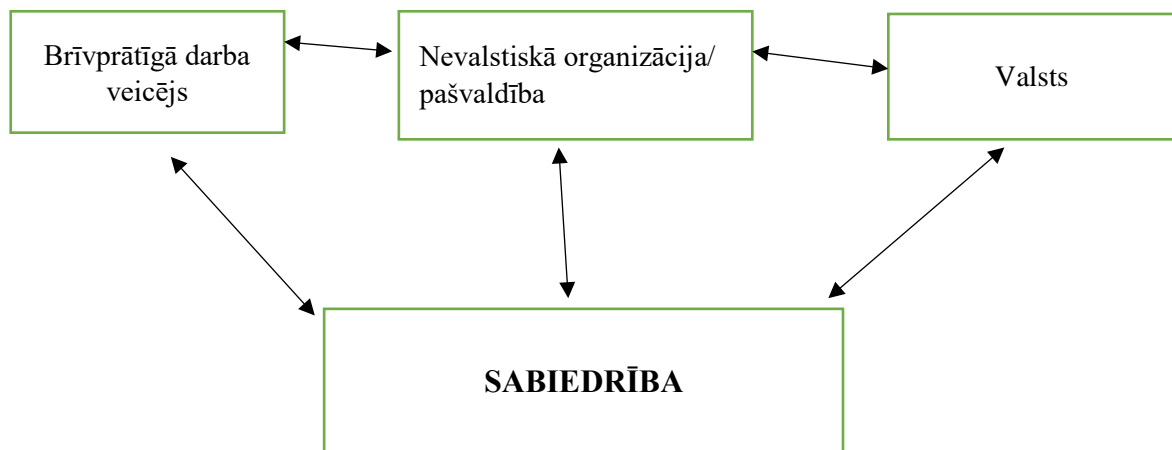 Brīvprātīgā darba
veicējs
Nevalstiskā organizācija/
pašvaldība
Valsts
SABIEDRĪBA